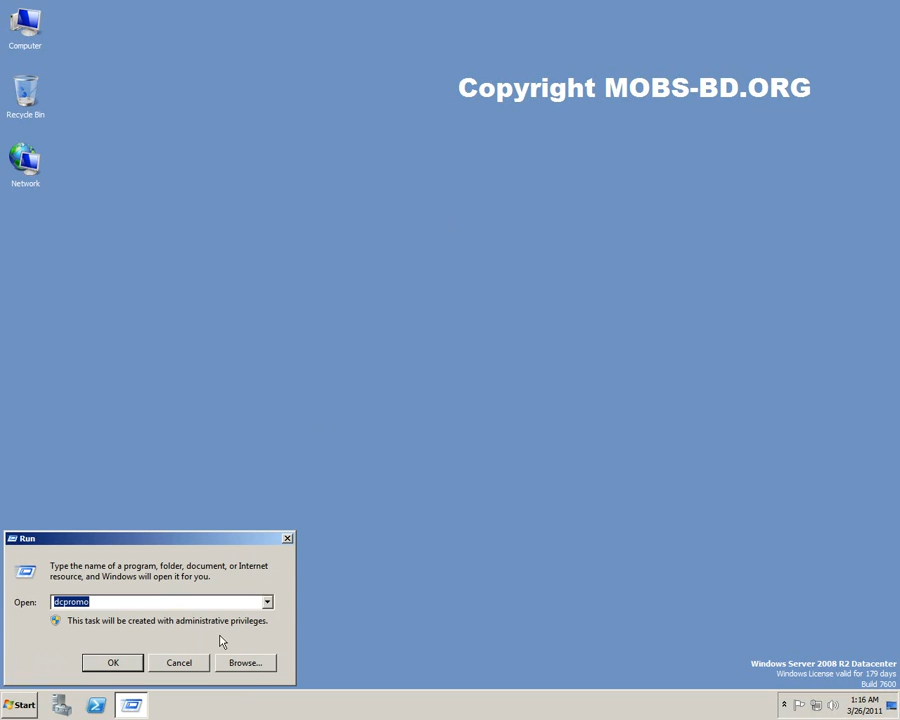 Computer
Copyright MOBS-BD.ORG
Recycle Bin
Network
Run
Type the name of a program, folder, document, or Internet
resource, and Windows will open it for you.
Open: dcpromo
This task will be created with administrative privileges.
OK Cancel Browse...
Windows Server 2008 R2 Datacenter
Windows License valid for 179 days
Build 7600
Start
1:16 AM
3/26/2011